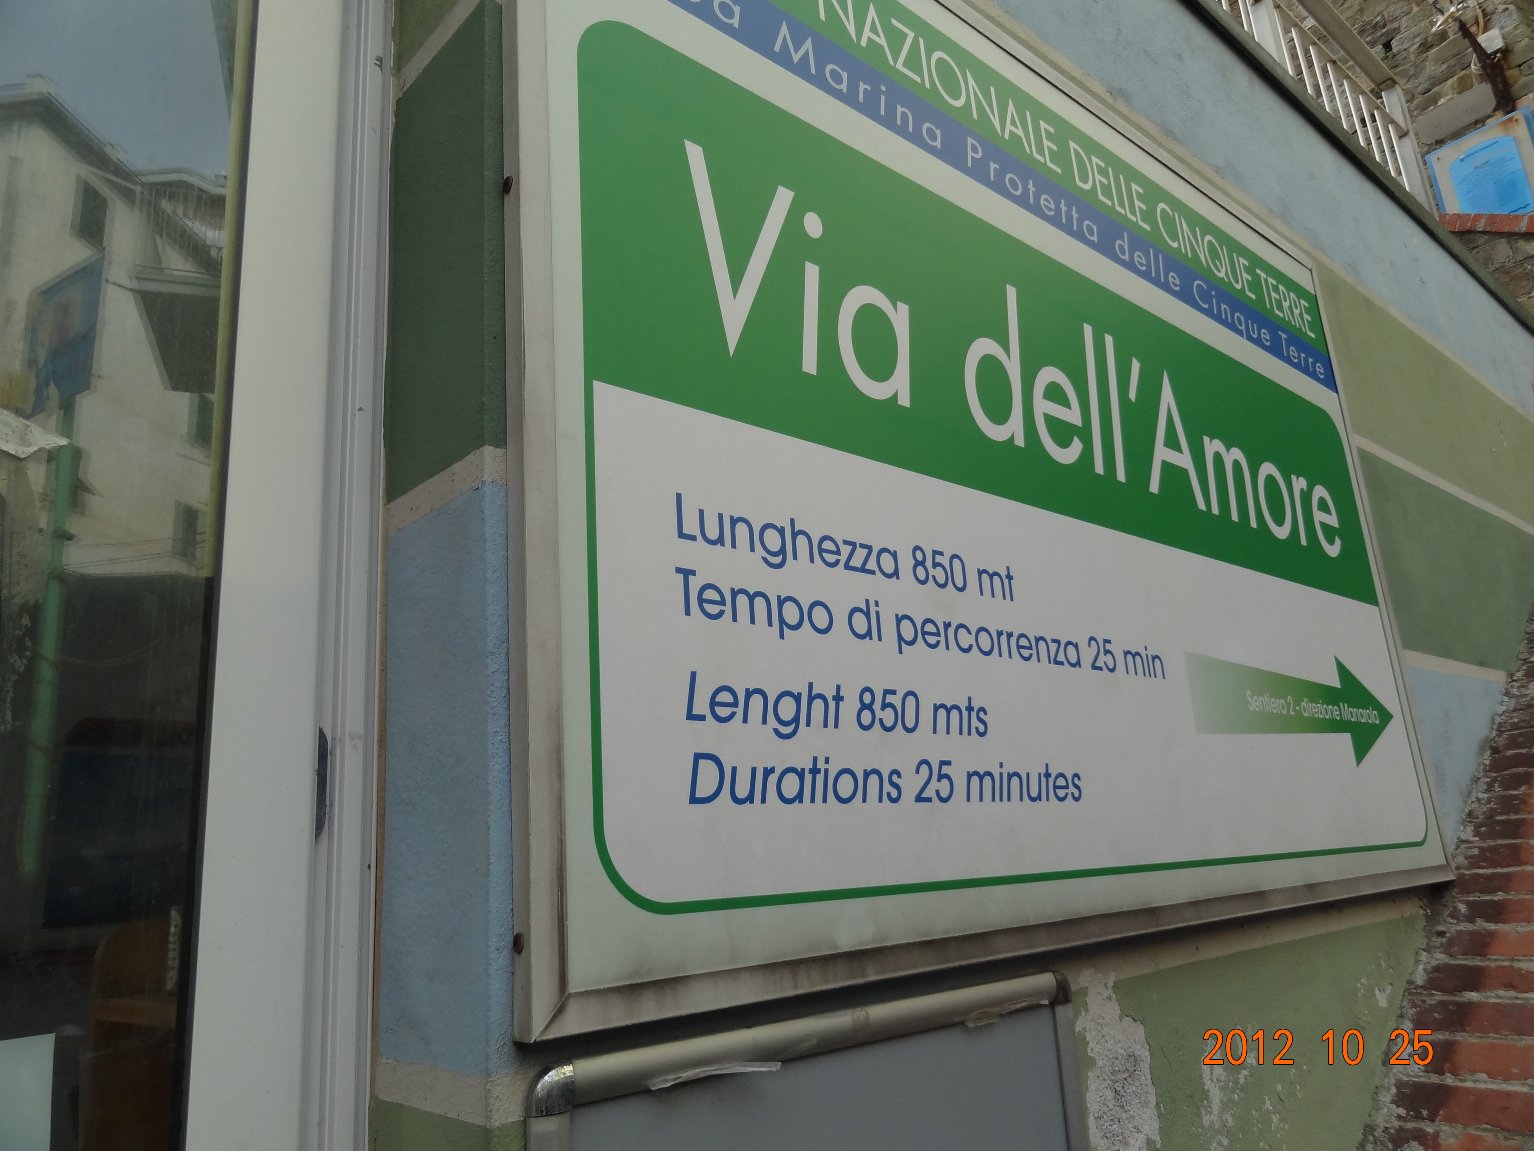 NAZIONALE DELLE CINQUE TERRE
Marina Protetta delle Cinque Terre
Via dell'Amore
Lunghezza 850 mt
Tempo di percorrenza 25 min
Lenght 850 mts
Durations 25 minutes
Sentiero 2 - direzione Manarola
2012 10 25